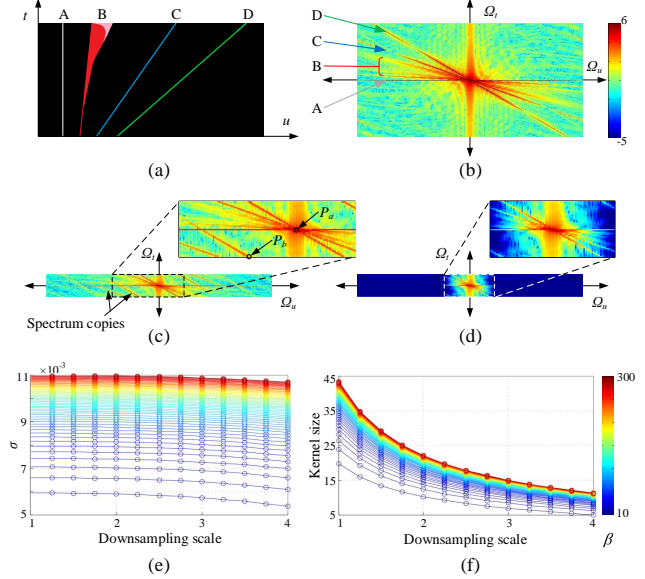 t A B C D
u
(a)
D
C
B
A
Ωt
Ωu
6
-5
(b)
Pa
Pb
Ωt
Ωu
Spectrum copies
(c)
Ωt
Ωu
(d)
×10-3
11
9
7
5
σ
1 2 3 4
Downsampling scale
(e)
45
35
25
15
5
Kernel size
1 2 3 4
Downsampling scale
300
10
β
(f)